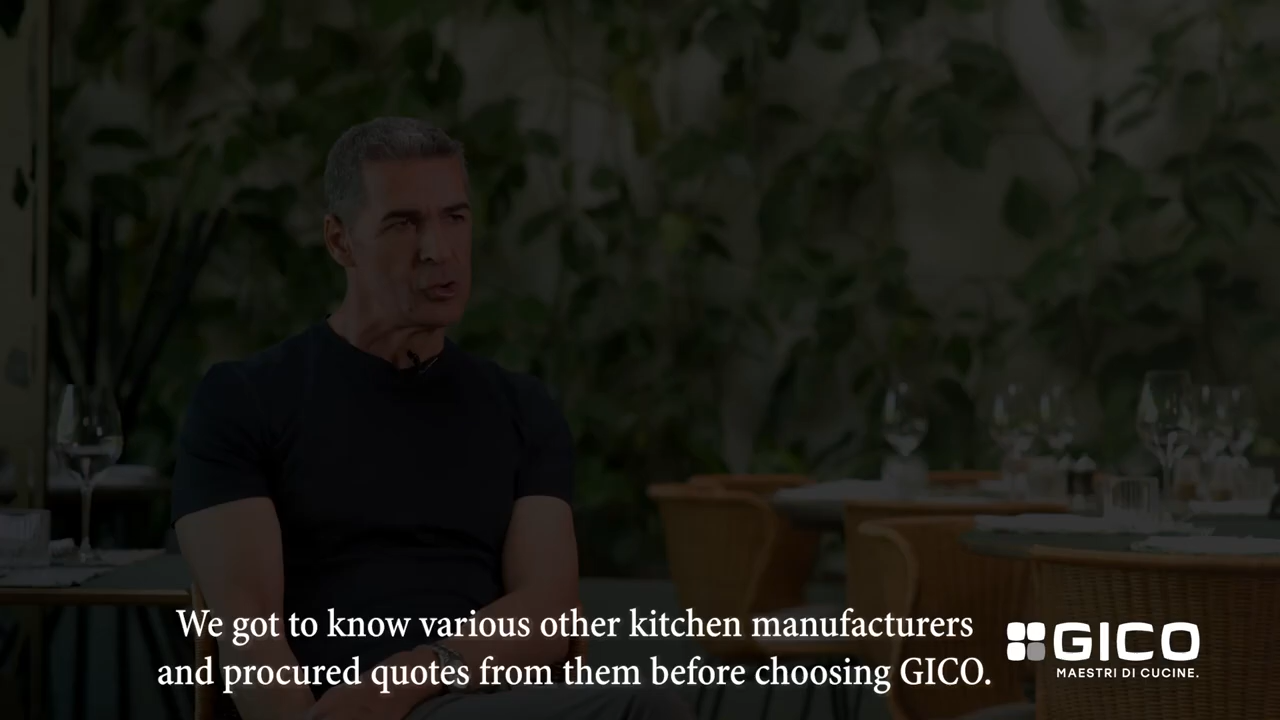 We got to know various other kitchen manufacturers
and procured quotes from them before choosing GICO.
GICO
MAESTRI DI CUCINE.